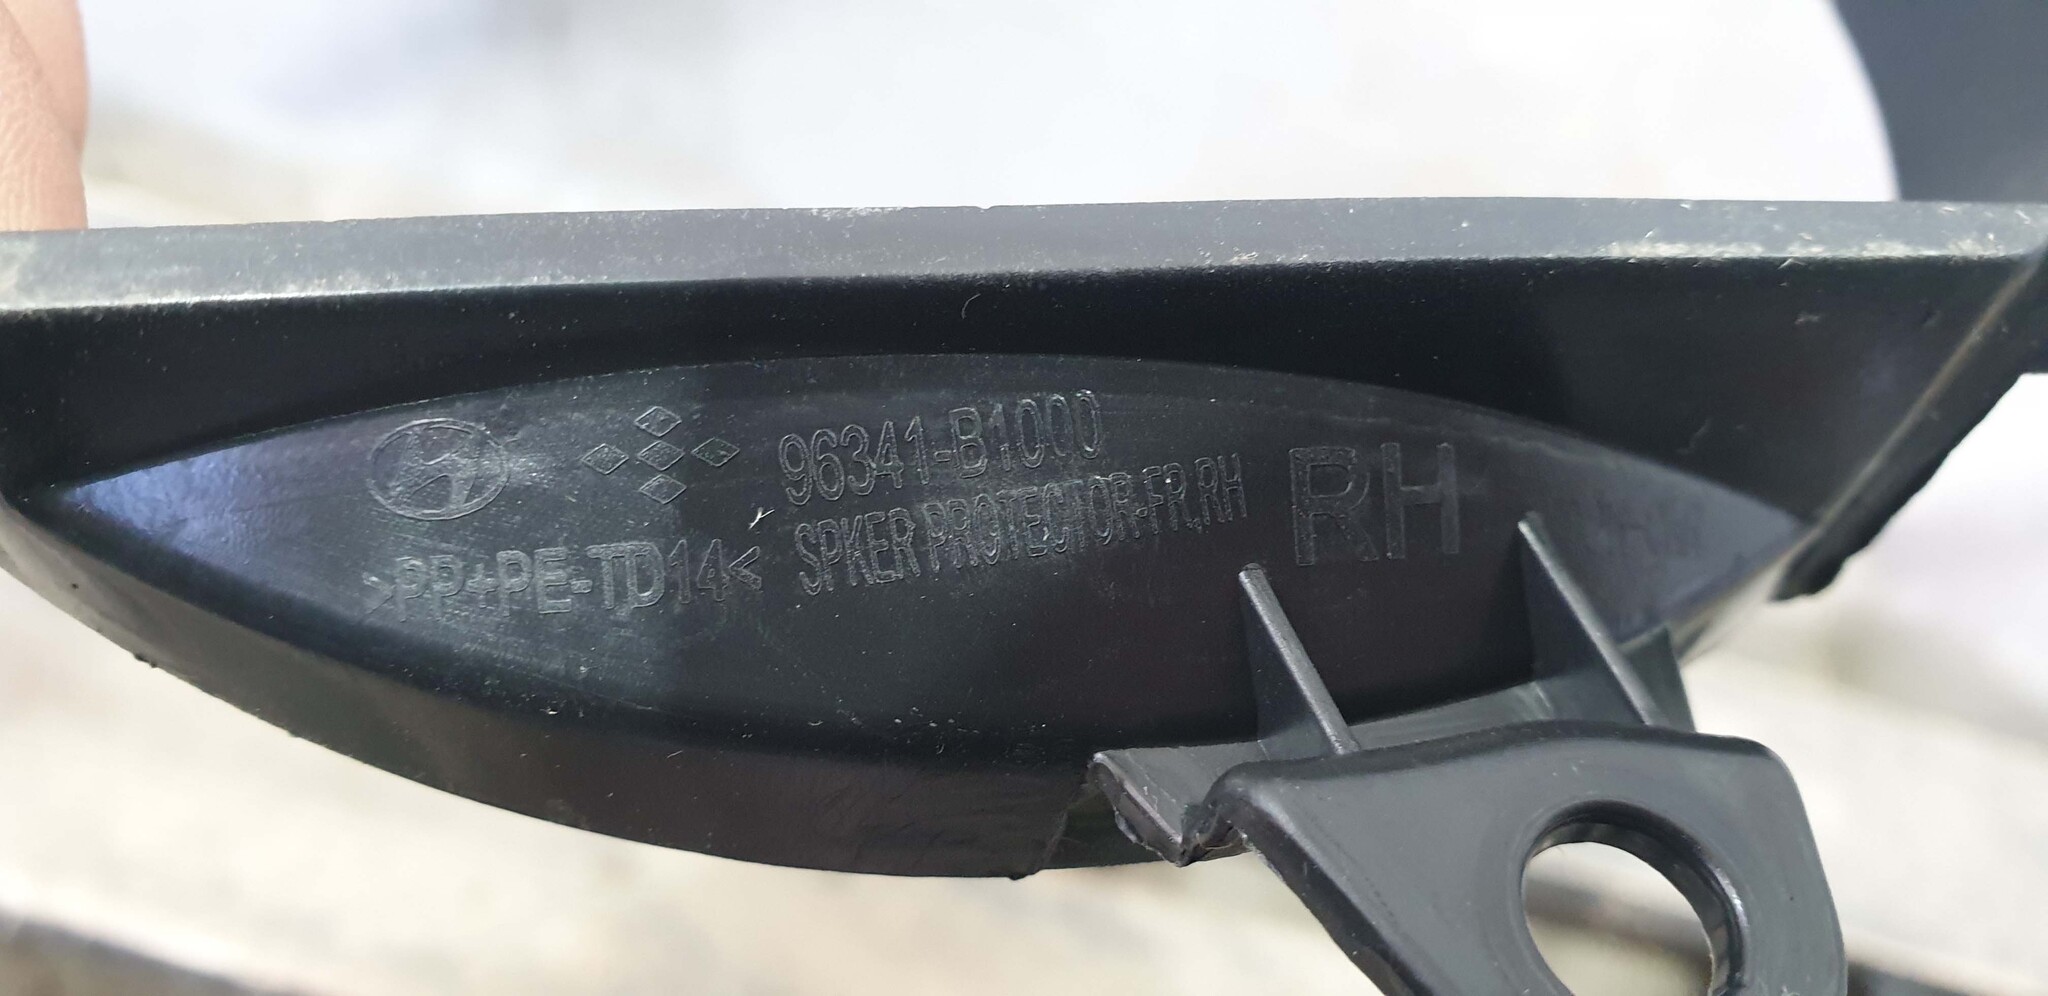 96341-B1000
SPKER PROTECTOR-FR,RH
>PP+PE-TD14<
RH